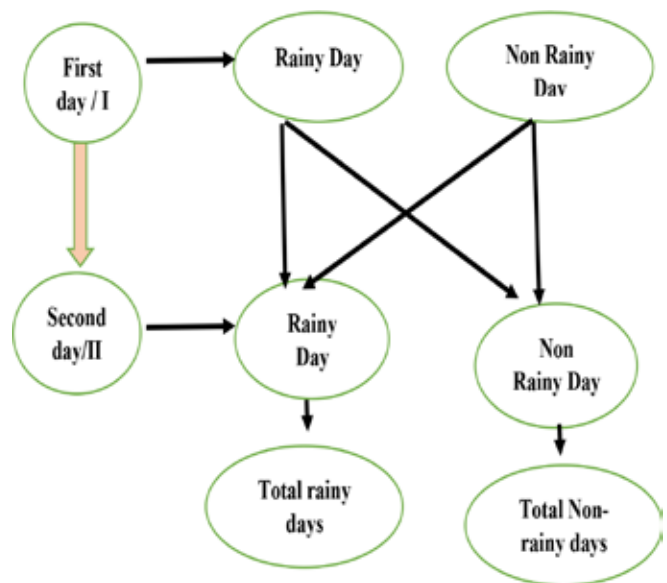 First
day / I
Rainy Day
Non Rainy
Day
Second
day/II
Rainy
Day
Non
Rainy Day
Total rainy
days
Total Non-
rainy days